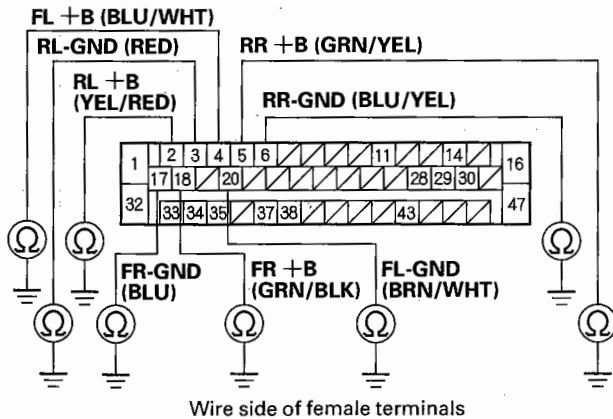 FL +B (BLU/WHT)
RL-GND (RED)
RR +B (GRN/YEL)
RL +B
(YEL/RED)
RR-GND (BLU/YEL)
1 2 3 4 5 6 11 14 16
17 18 20 28 29 30
32 33 34 35 37 38 43 47
Ω Ω Ω
FR-GND
(BLU)
FR +B
(GRN/BLK)
FL-GND
(BRN/WHT)
Ω Ω Ω Ω Ω
Wire side of female terminals